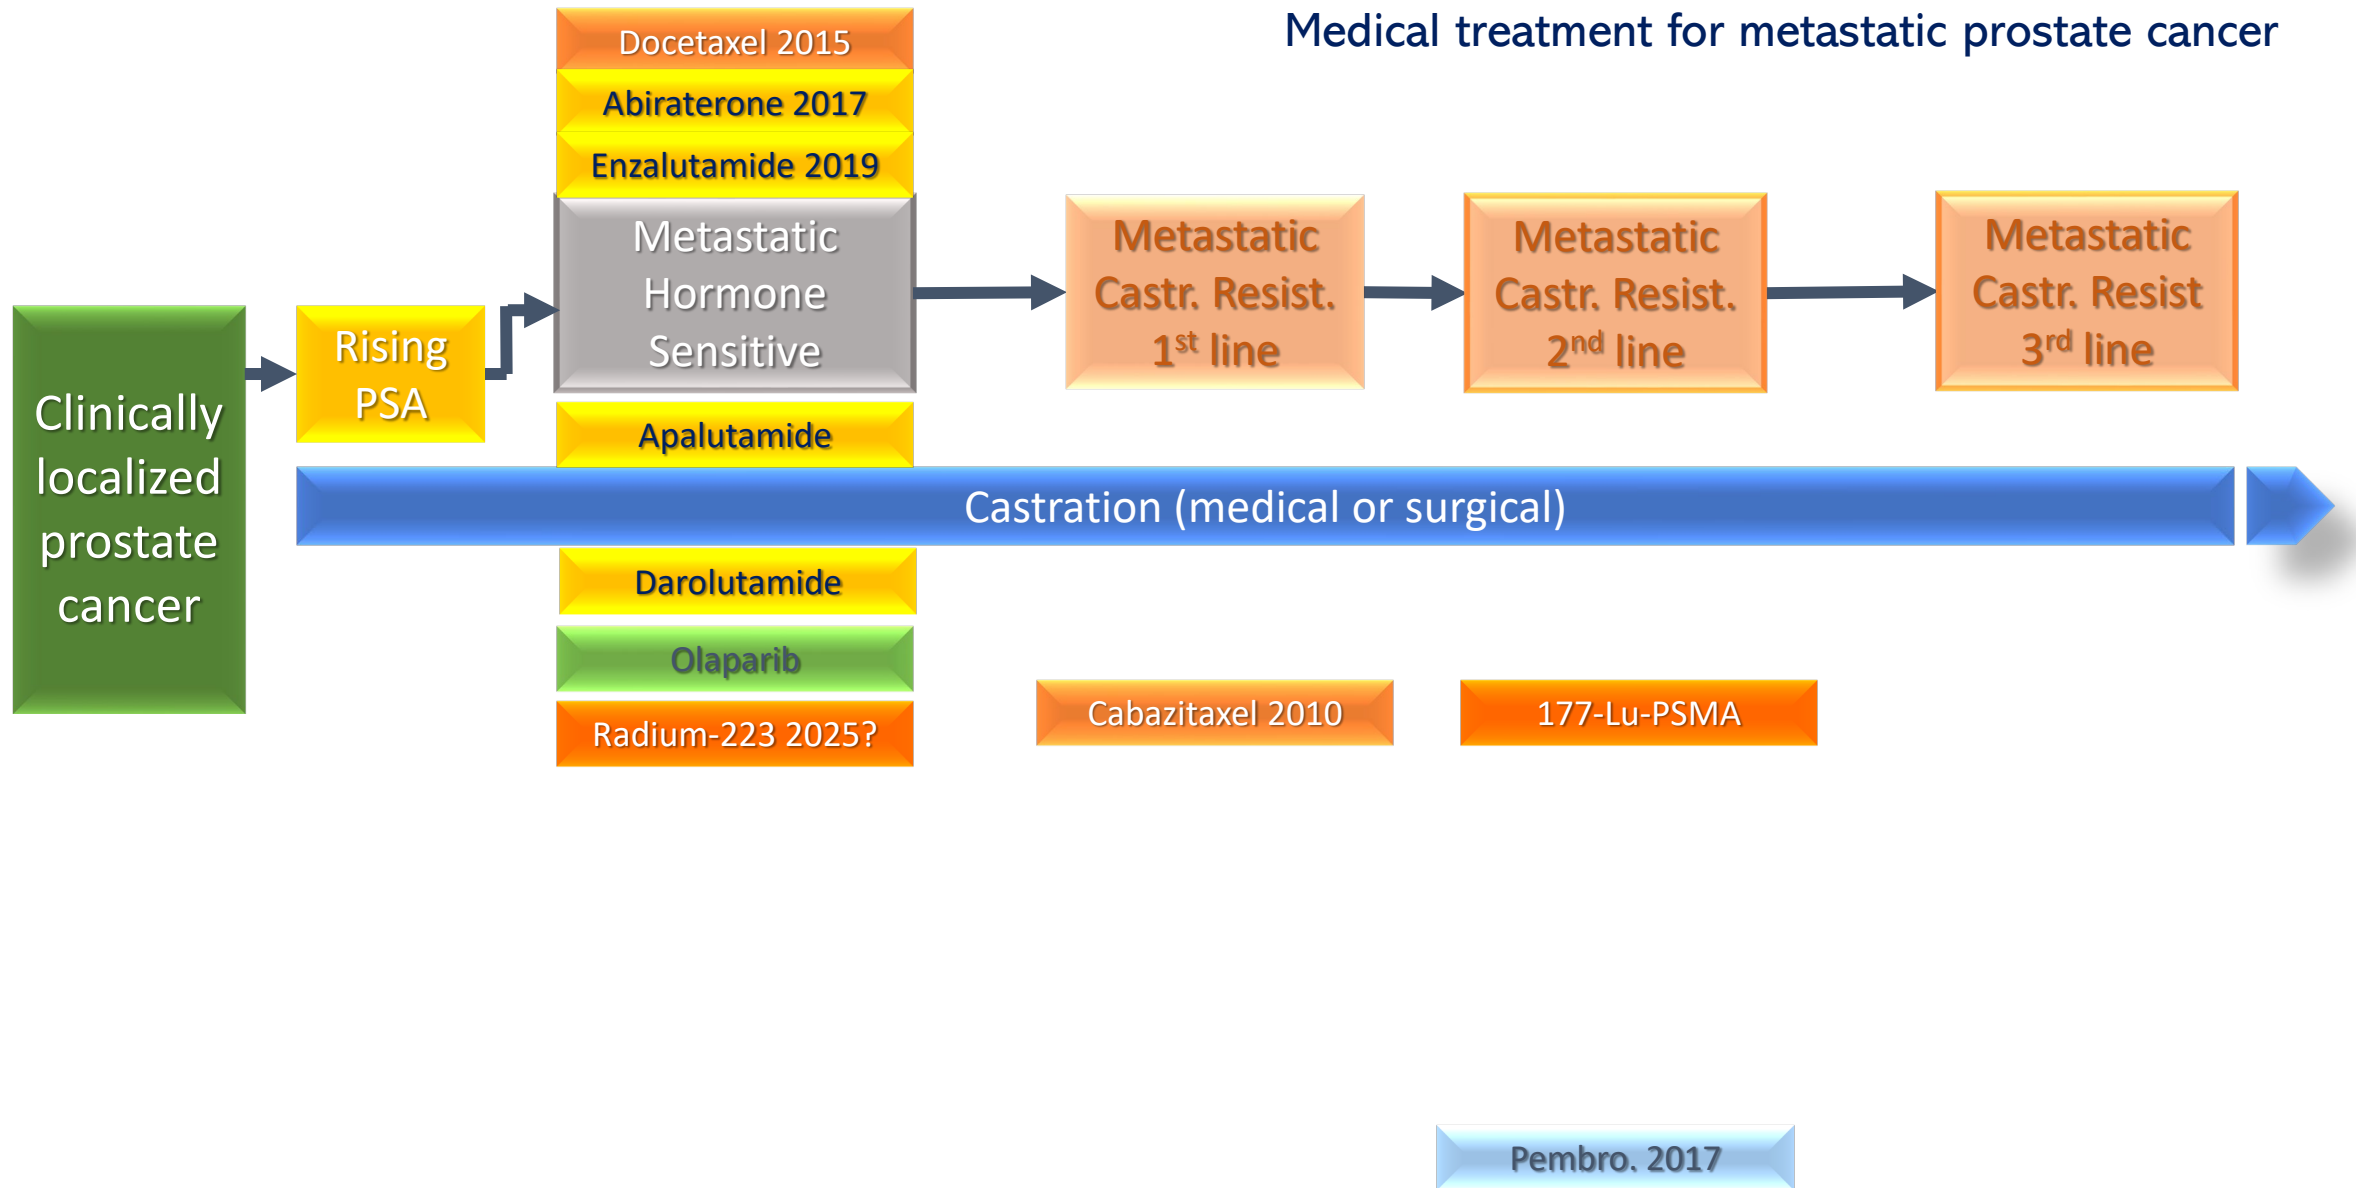 Medical treatment for metastatic prostate cancer
Docetaxel 2015
Abiraterone 2017
Enzalutamide 2019
Clinically
localized
prostate
cancer
Rising
PSA
Metastatic
Hormone
Sensitive
Metastatic
Castr. Resist.
1st line
Metastatic
Castr. Resist.
2nd line
Metastatic
Castr. Resist
3rd line
Apalutamide
Castration (medical or surgical)
Darolutamide
Olaparib
Radium-223 2025?
Cabazitaxel 2010
177-Lu-PSMA
Pembro. 2017